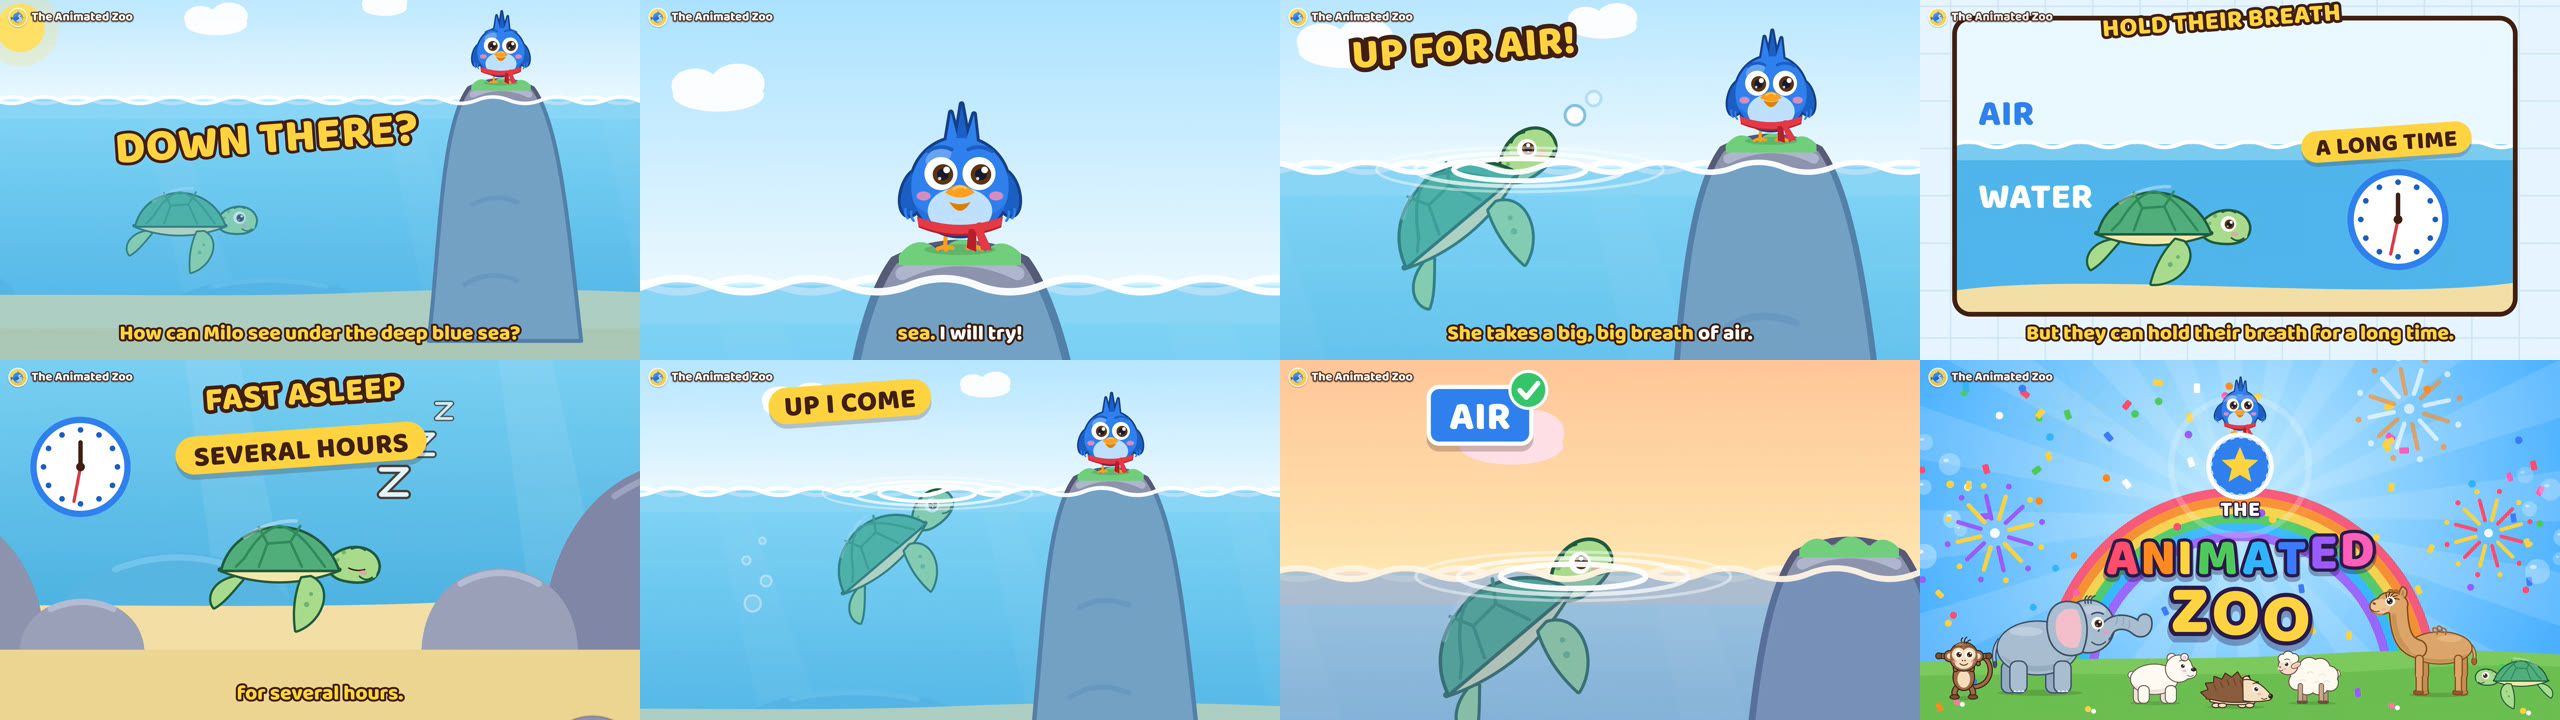 The Animated Zoo
DOWN THERE?
How can Milo see under the deep blue sea?
The Animated Zoo
sea. I will try!
The Animated Zoo
UP FOR AIR!
She takes a big, big breath of air.
The Animated Zoo
HOLD THEIR BREATH
AIR
A LONG TIME
WATER
But they can hold their breath for a long time.
The Animated Zoo
FAST ASLEEP
SEVERAL HOURS
Z
Z
Z
for several hours.
The Animated Zoo
UP I COME
The Animated Zoo
AIR
The Animated Zoo
THE
ANIMATED
ZOO